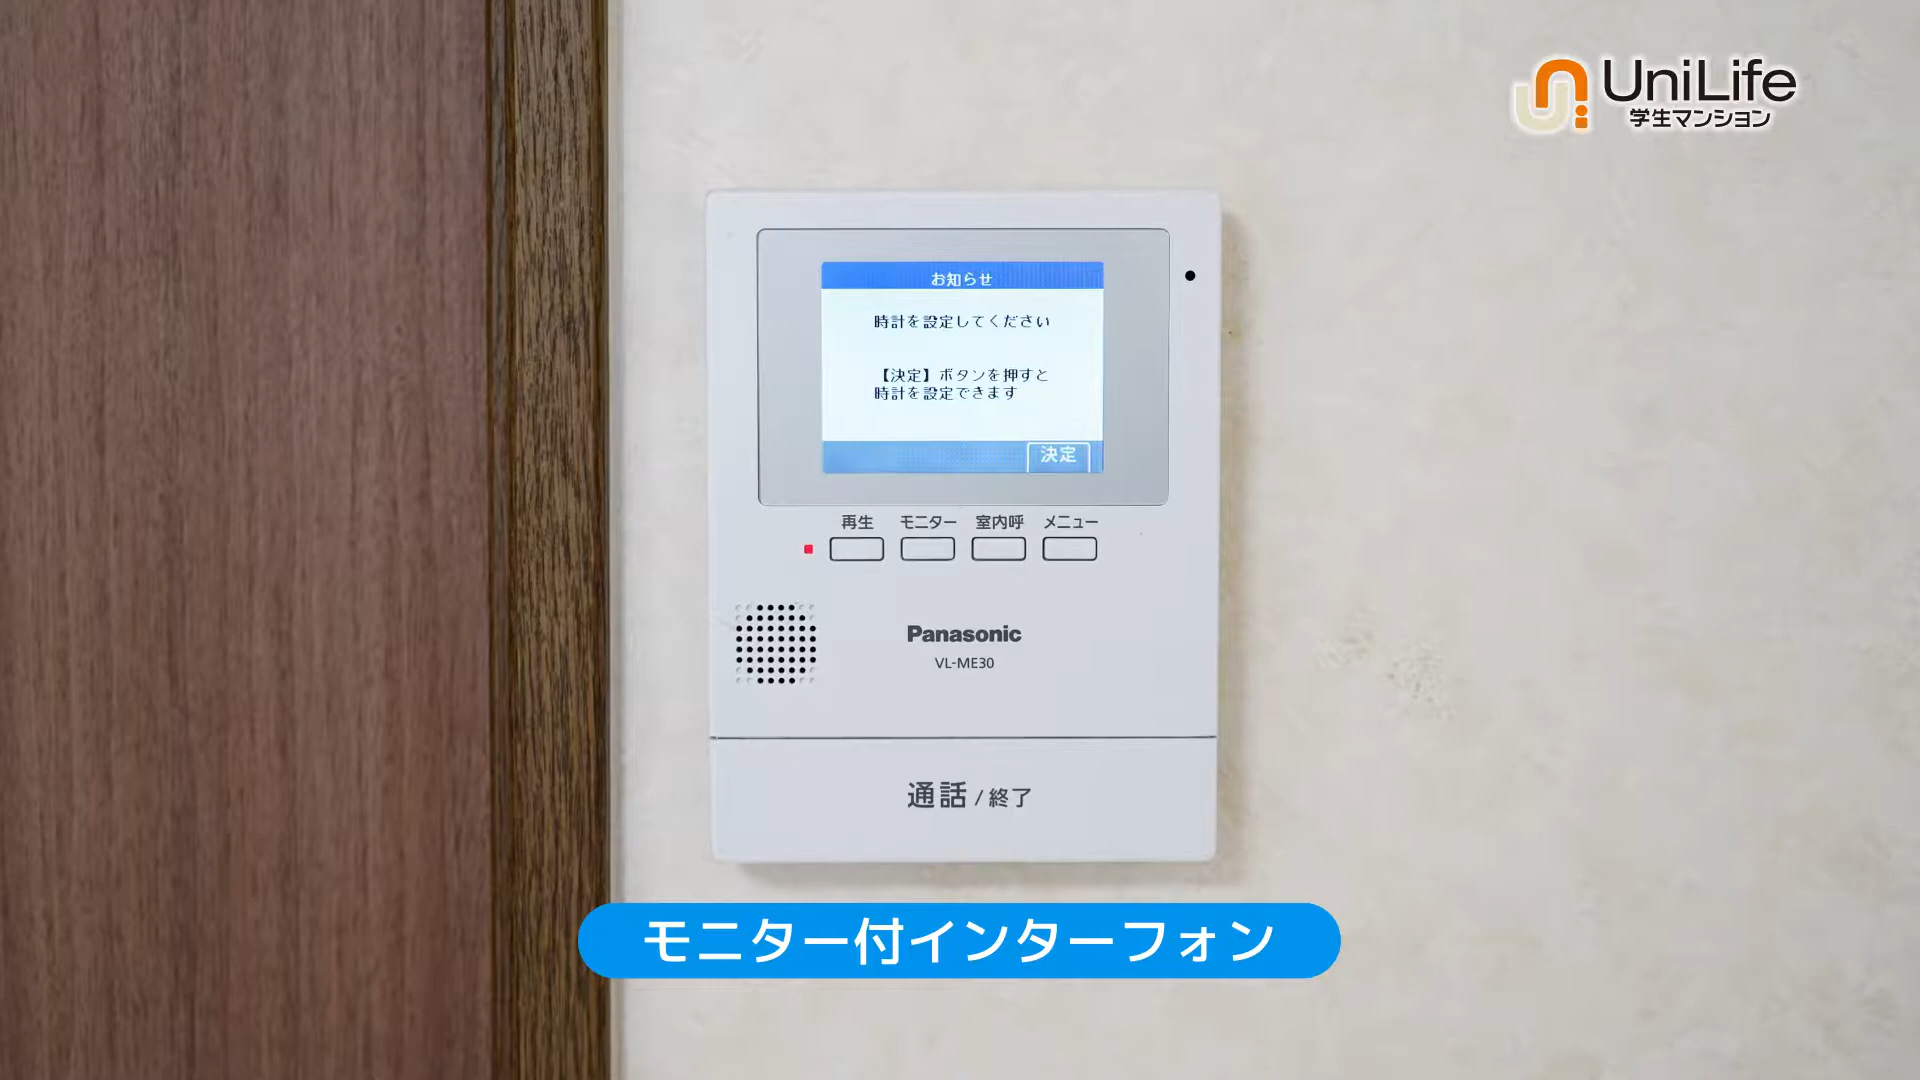 UniLife
学生マンション
お知らせ
時計を設定してください
【決定】ボタンを押すと
時計を設定できます
決定
再生 モニター 室内呼 メニュー
Panasonic
VL-ME30
通話/終了
モニター付インターフォン